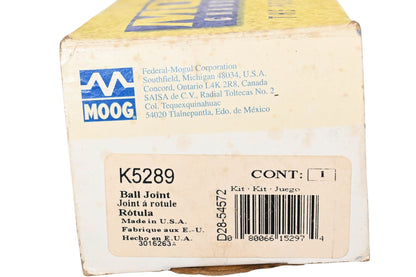 Federal-Mogul Corporation
Southfield, Michigan 48034, U.S.A.
Concord, Ontario L4K 2R8, Canada
SAISA de C.V., Radial Toltecas No. 2
Col. Tequexquinahuac
54020 Tlalnepantla, Edo. de México
MOOG
K5289
CONT: 1
Ball Joint
Joint à rotule
Rótula
Made in U.S.A.
Fabrique aux E.-U.
Hecho en E.U.A.
3016263A
Kit · Kit · Juego
D28-54572
0 80066 15297 4